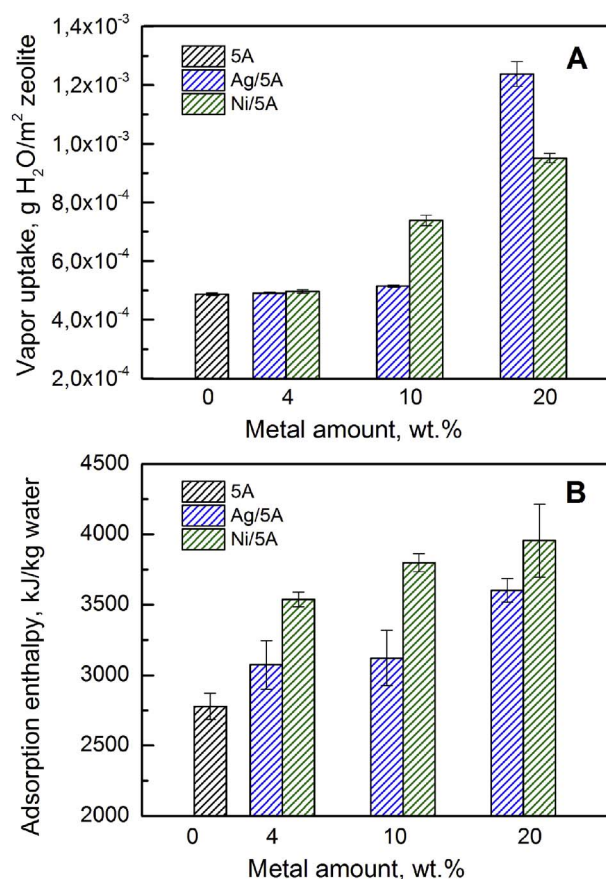 A
5A
Ag/5A
Ni/5A
1,4x10⁻³
1,2x10⁻³
1,0x10⁻³
8,0x10⁻⁴
6,0x10⁻⁴
4,0x10⁻⁴
2,0x10⁻⁴
Vapor uptake, g H₂O/m² zeolite
0 4 10 20
Metal amount, wt.%
B
5A
Ag/5A
Ni/5A
4500
4000
3500
3000
2500
2000
Adsorption enthalpy, kJ/kg water
0 4 10 20
Metal amount, wt.%